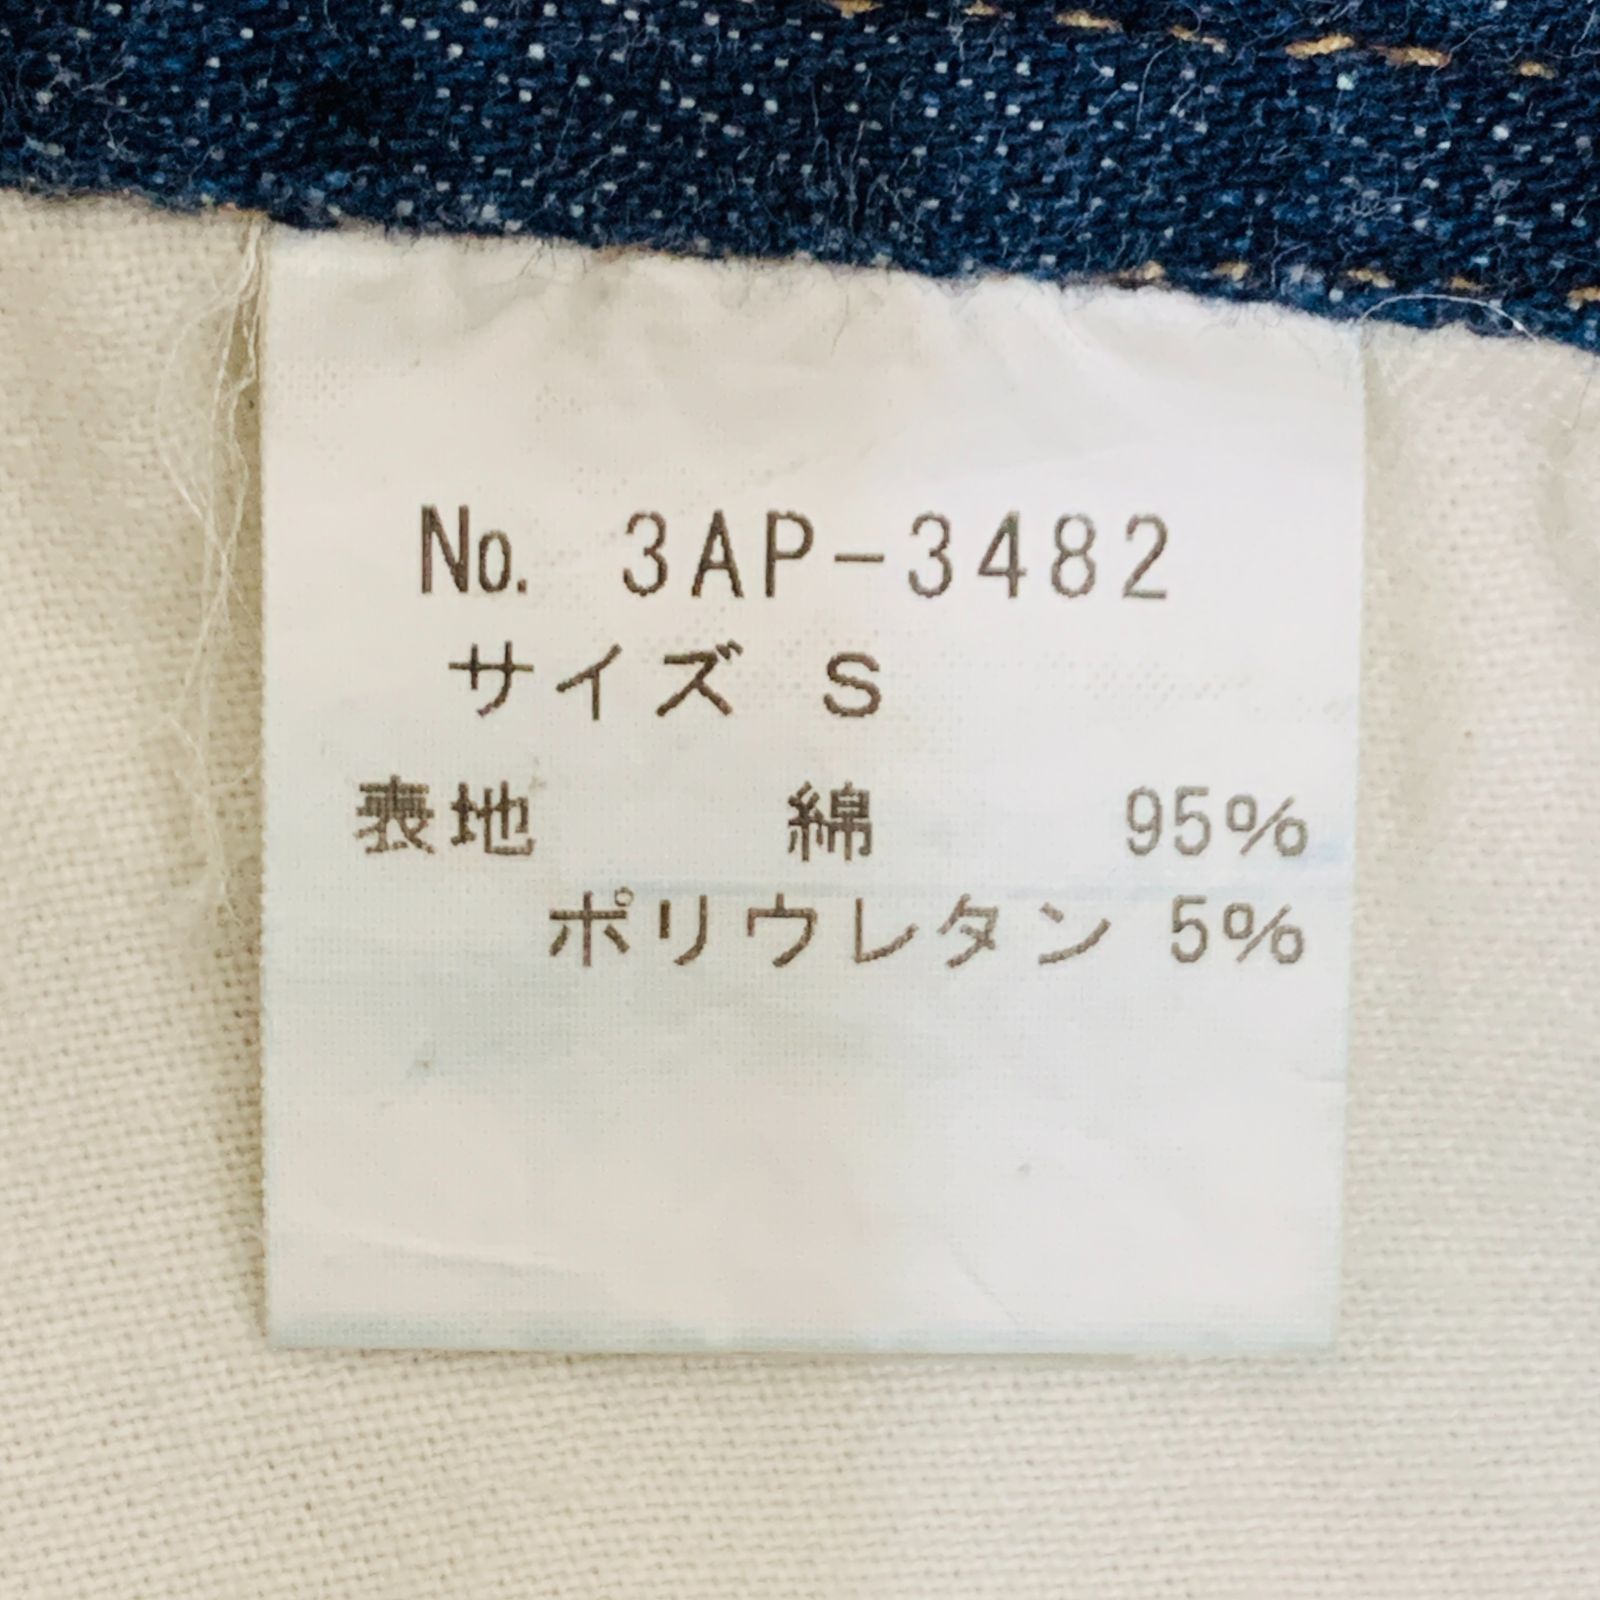 No. 3AP-3482
サイズ S
表地 綿 95%
ポリウレタン 5%